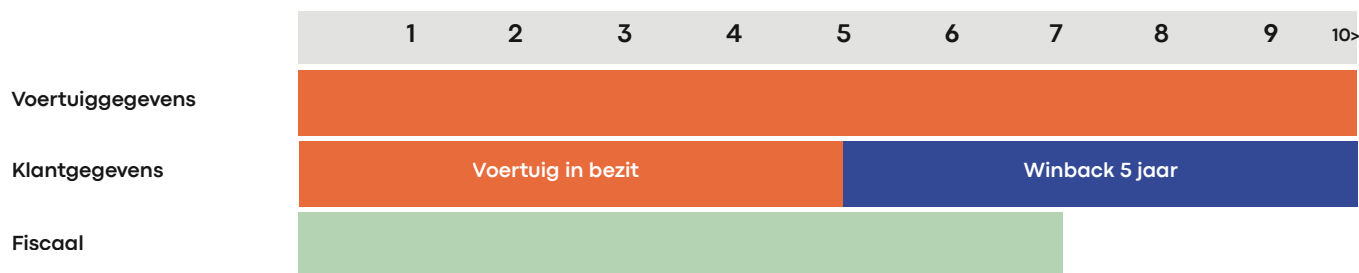 1 2 3 4 5 6 7 8 9 10>
Voertuiggegevens
Klantgegevens Voertuig in bezit Winback 5 jaar
Fiscaal